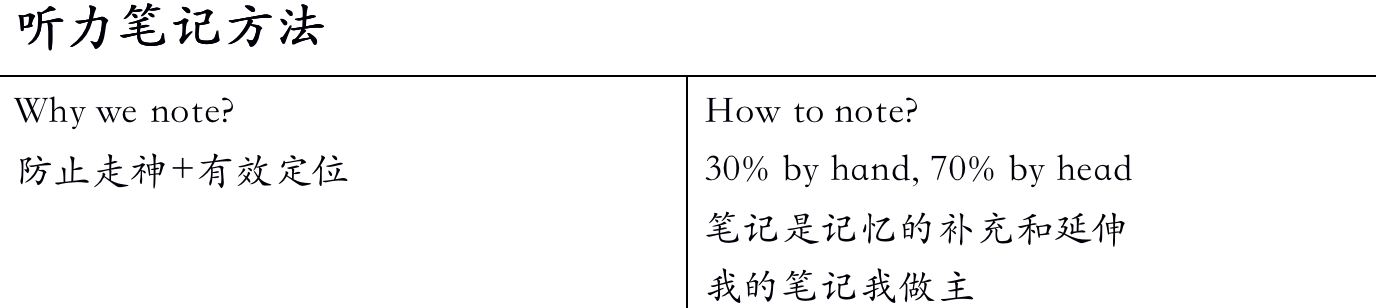 听力笔记方法
Why we note?
防止走神+有效定位
How to note?
30% by hand, 70% by head
笔记是记忆的补充和延伸
我的笔记我做主